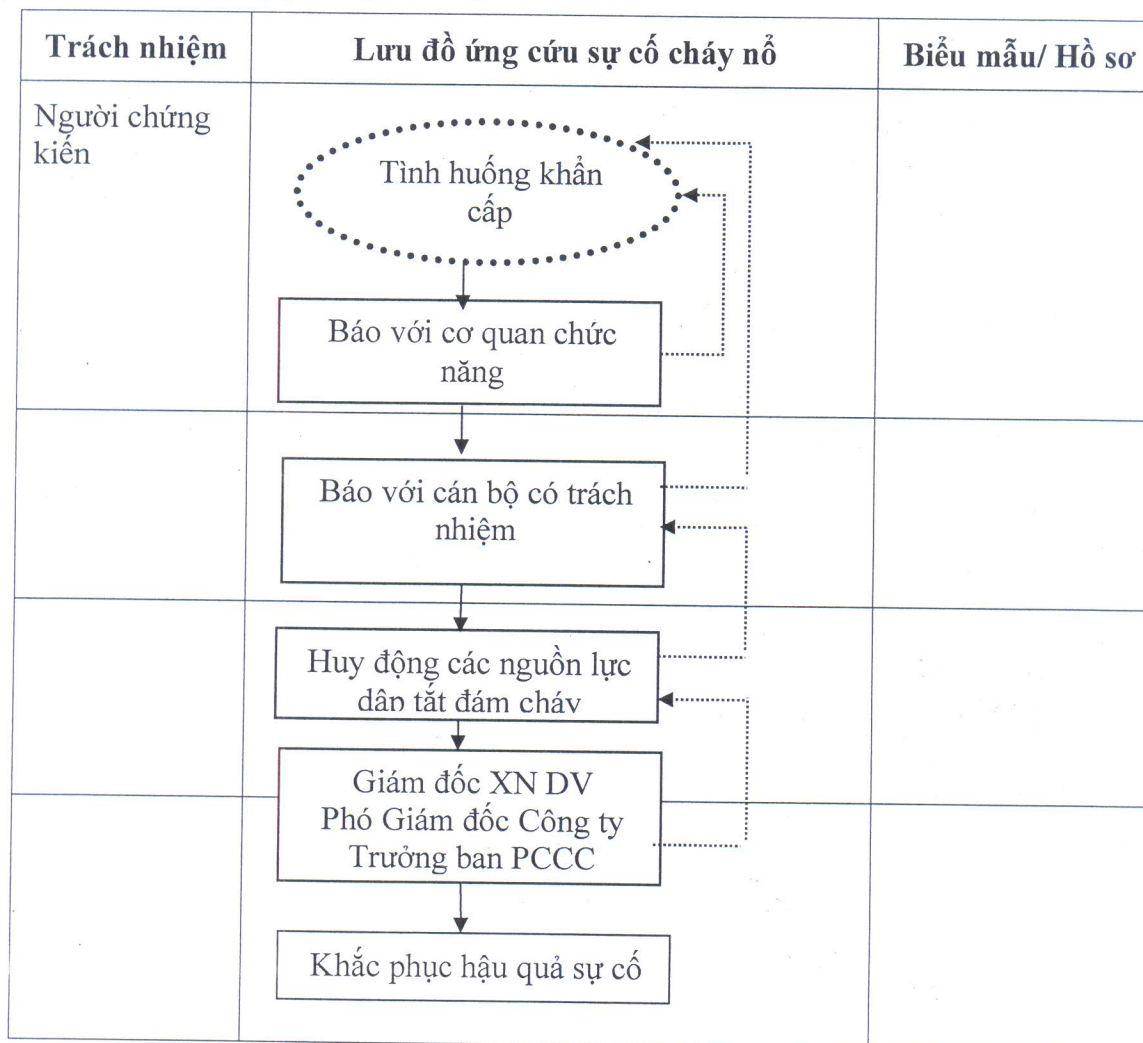 Trách nhiệm
Lưu đồ ứng cứu sự cố cháy nổ
Biểu mẫu/ Hồ sơ
Người chứng
kiến
Tình huống khẩn
cấp
Báo với cơ quan chức
năng
Báo với cán bộ có trách
nhiệm
Huy động các nguồn lực
dập tắt đám cháy
Giám đốc XN DV
Phó Giám đốc Công ty
Trưởng ban PCCC
Khắc phục hậu quả sự cố